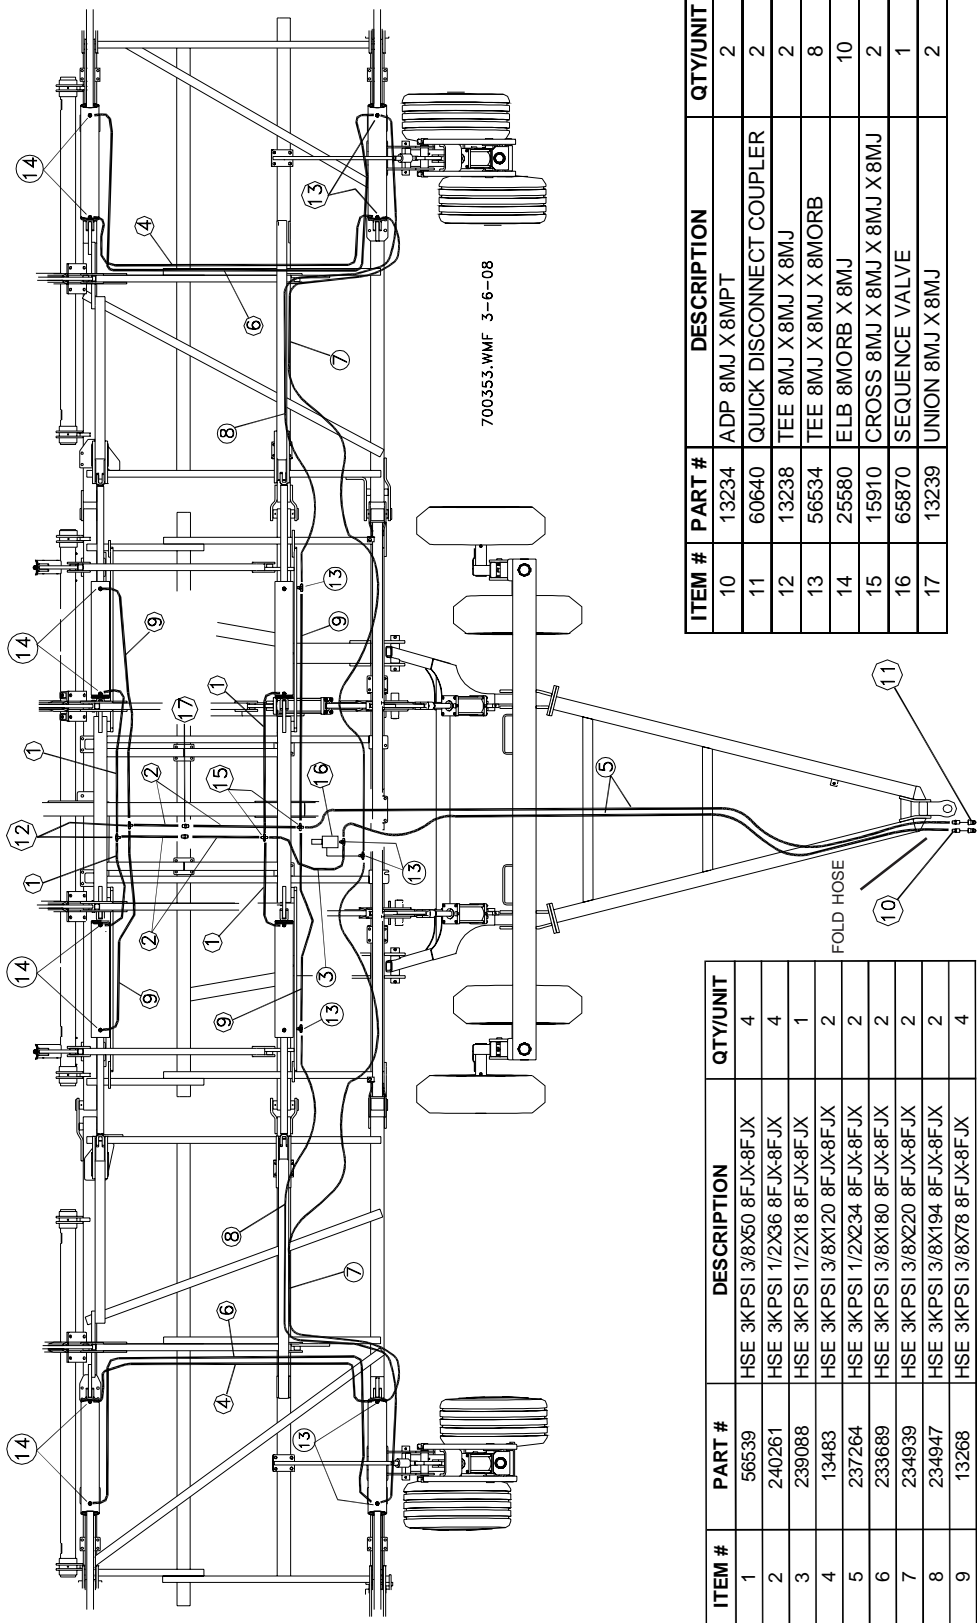 14
14
14
14
4
6
13
7
8
13
9
9
1
1
17
12
2
15
16
5
1
2
1
13
3
9
9
13
8
7
6
4
13
11
10
FOLD HOSE
700353.WMF 3-6-08
ITEM # PART # DESCRIPTION QTY/UNIT
1 56539 HSE 3KPSI 3/8X50 8FJX-8FJX 4
2 240261 HSE 3KPSI 1/2X36 8FJX-8FJX 4
3 239088 HSE 3KPSI 1/2X18 8FJX-8FJX 1
4 13483 HSE 3KPSI 3/8X120 8FJX-8FJX 2
5 237264 HSE 3KPSI 1/2X234 8FJX-8FJX 2
6 233689 HSE 3KPSI 3/8X180 8FJX-8FJX 2
7 234939 HSE 3KPSI 3/8X220 8FJX-8FJX 2
8 234947 HSE 3KPSI 3/8X194 8FJX-8FJX 2
9 13268 HSE 3KPSI 3/8X78 8FJX-8FJX 4
ITEM # PART # DESCRIPTION QTY/UNIT
10 13234 ADP 8MJ X 8MPT 2
11 60640 QUICK DISCONNECT COUPLER 2
12 13238 TEE 8MJ X 8MJ X 8MJ 2
13 56534 TEE 8MJ X 8MJ X 8MORB 8
14 25580 ELB 8MORB X 8MJ 10
15 15910 CROSS 8MJ X 8MJ X 8MJ X 8MJ 2
16 65870 SEQUENCE VALVE 1
17 13239 UNION 8MJ X 8MJ 2